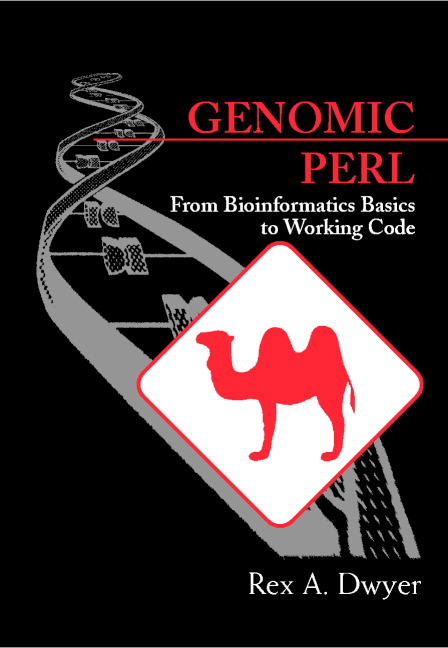 GENOMIC
PERL
From Bioinformatics Basics
to Working Code
Rex A. Dwyer